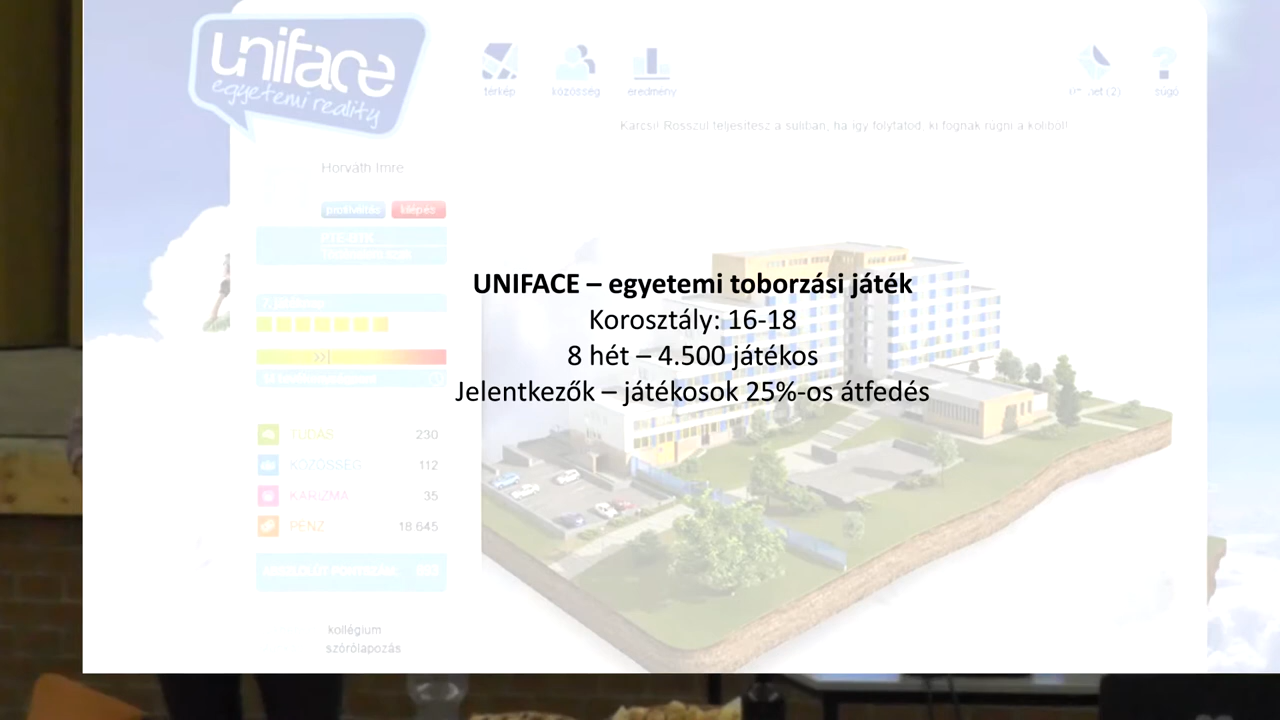 uniface
egyetemi reality
térkép
közösség
eredmény
súgó
Karcsi! Rosszul teljesítesz a suliban, ha így folytatod, ki fognak rúgni a koliból!
Horváth Imre
profilváltás
kilépés
UNIFACE – egyetemi toborzási játék
Korosztály: 16-18
8 hét – 4.500 játékos
Jelentkezők – játékosok 25%-os átfedés
TUDÁS 230
KÖZÖSSÉG 112
KARIZMA 35
PÉNZ 18 645
kollégium
szórólapozás